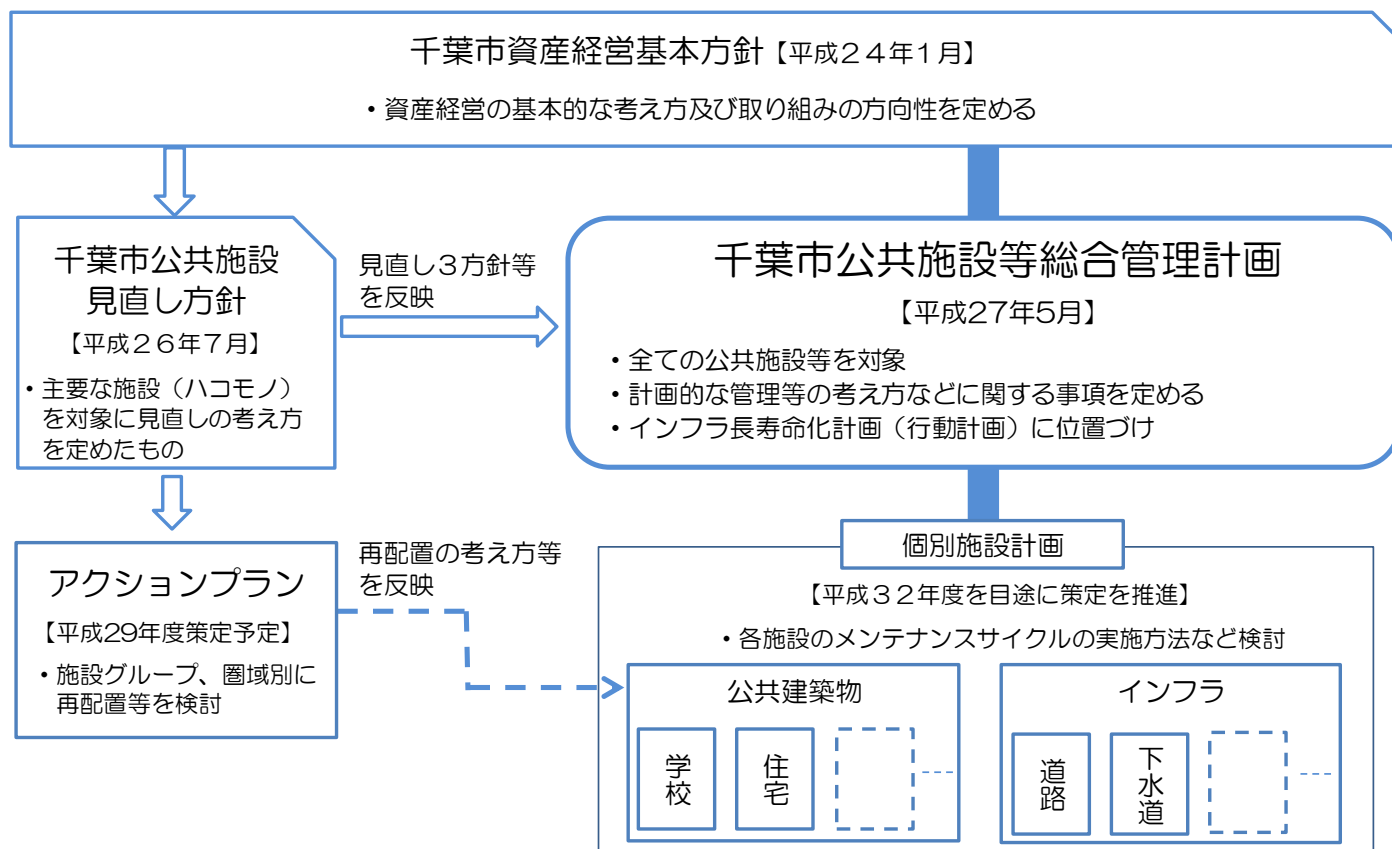 千葉市資産経営基本方針【平成２４年１月】
・資産経営の基本的な考え方及び取り組みの方向性を定める
千葉市公共施設
見直し方針
【平成２６年７月】
・主要な施設（ハコモノ）
を対象に見直しの考え方
を定めたもの
見直し３方針等
を反映
千葉市公共施設等総合管理計画
【平成27年5月】
・全ての公共施設等を対象
・計画的な管理等の考え方などに関する事項を定める
・インフラ長寿命化計画（行動計画）に位置づけ
アクションプラン
【平成29年度策定予定】
・施設グループ、圏域別に
再配置等を検討
再配置の考え方等
を反映
個別施設計画
【平成３２年度を目途に策定を推進】
・各施設のメンテナンスサイクルの実施方法など検討
公共建築物
学校
住宅
インフラ
道路
下水道